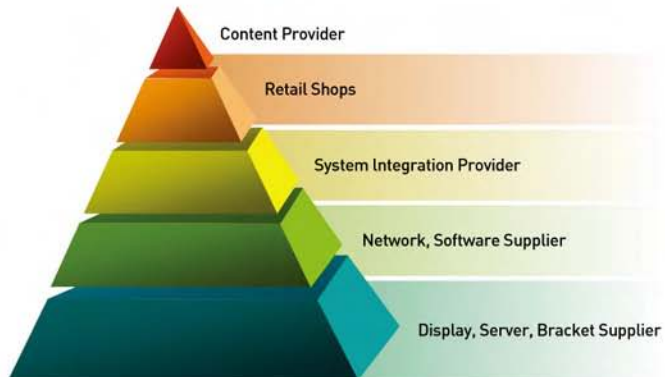 Content Provider
Retail Shops
System Integration Provider
Network, Software Supplier
Display, Server, Bracket Supplier